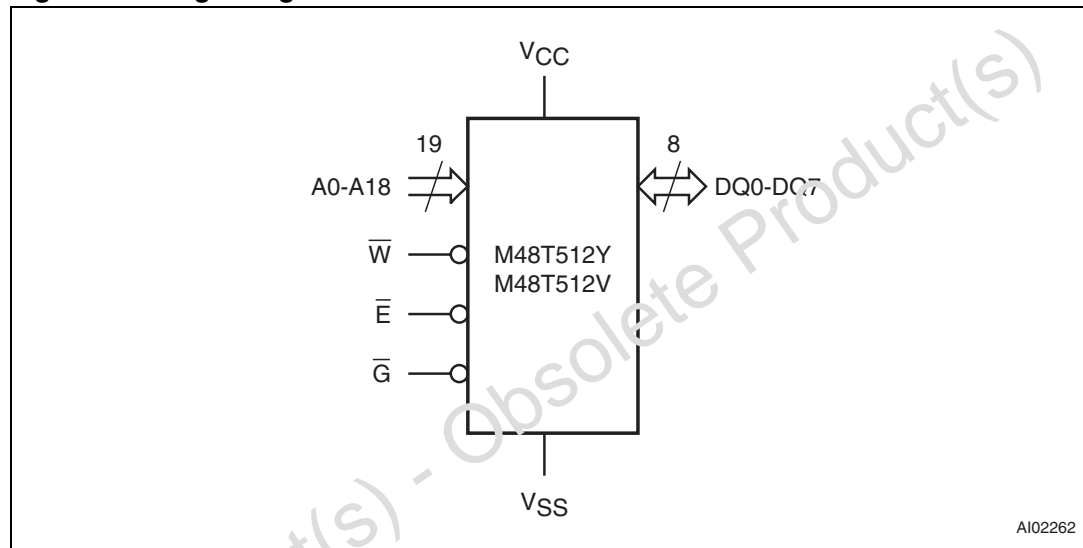 VCC
19
8
A0-A18
DQ0-DQ7
W
M48T512Y
M48T512V
E
G
VSS
AI02262
Obsolete Product(s)